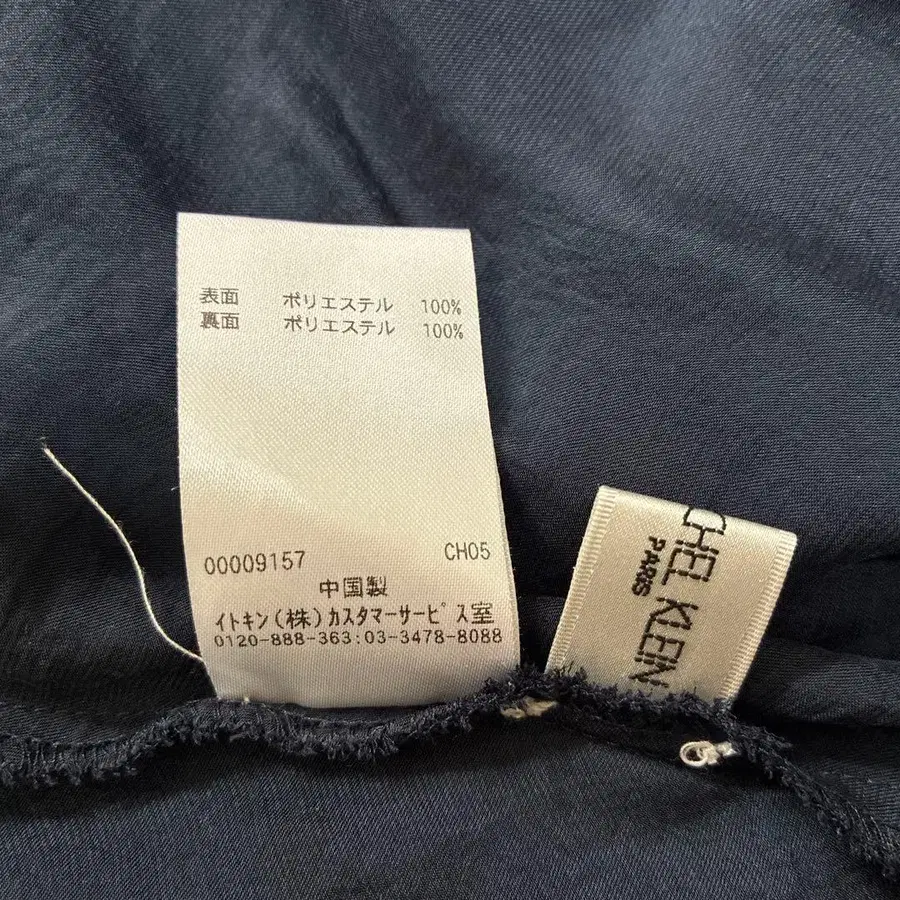 表面 ポリエステル 100%
裏面 ポリエステル 100%
00009157 CH05
中国製
イトキン(株)カスタマーサービス室
0120-888-363:03-3478-8088
CHEL KLEIN
PARIS